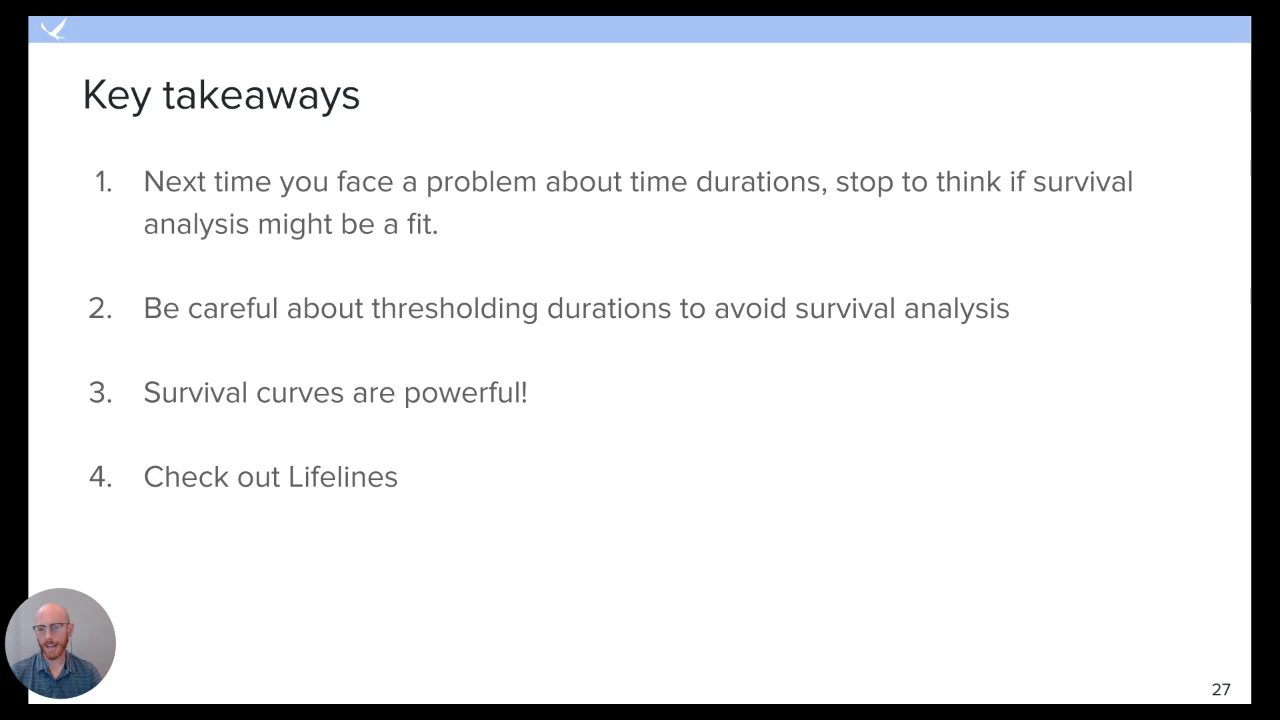 Key takeaways
1. Next time you face a problem about time durations, stop to think if survival
analysis might be a fit.
2. Be careful about thresholding durations to avoid survival analysis
3. Survival curves are powerful!
4. Check out Lifelines
27